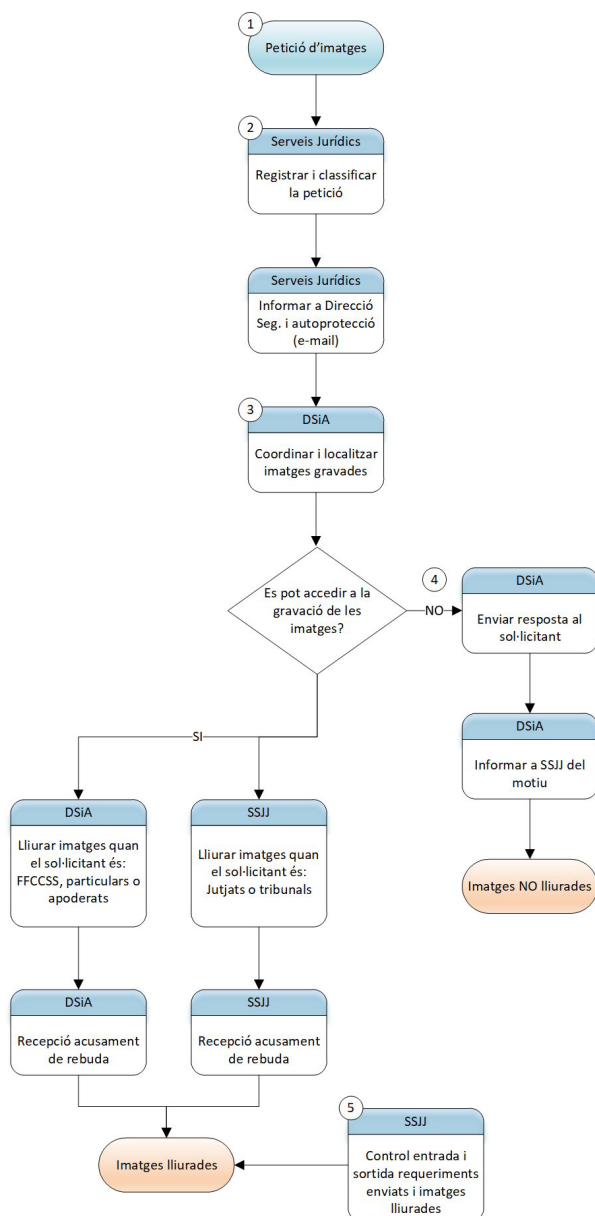 1
Petició d'imatges
2
Serveis Jurídics
Registrar i classificar
la petició
Serveis Jurídics
Informar a Direcció
Seg. i autoprotecció
(e-mail)
3
DSiA
Coordinar i localitzar
imatges gravades
Es pot accedir a la
gravació de les
imatges?
4
NO
DSiA
Enviar resposta al
sol·licitant
DSiA
Informar a SSJJ del
motiu
Imatges NO lliurades
SI
DSiA
Lliurar imatges quan
el sol·licitant és:
FFCCSS, particulars o
apoderats
SSJJ
Lliurar imatges quan
el sol·licitant és:
Jutjats o tribunals
DSiA
Recepció acusament
de rebuda
SSJJ
Recepció acusament
de rebuda
Imatges lliurades
5
SSJJ
Control entrada i
sortida requeriments
enviats i imatges
lliurades